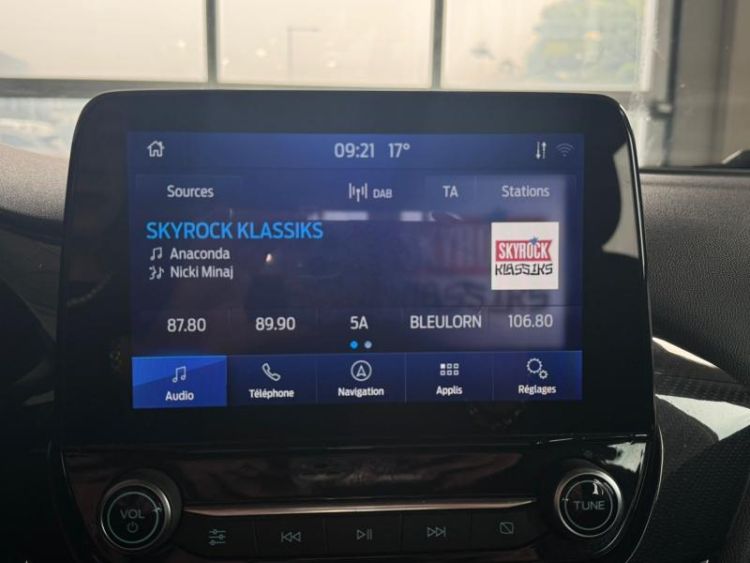 09:21 17°
Sources DAB TA Stations
SKYROCK KLASSIKS
Anaconda
Nicki Minaj
SKYROCK
KLASSIKS
87.80 89.90 5A BLEULORN 106.80
Audio Téléphone Navigation Applis Réglages
VOL TUNE